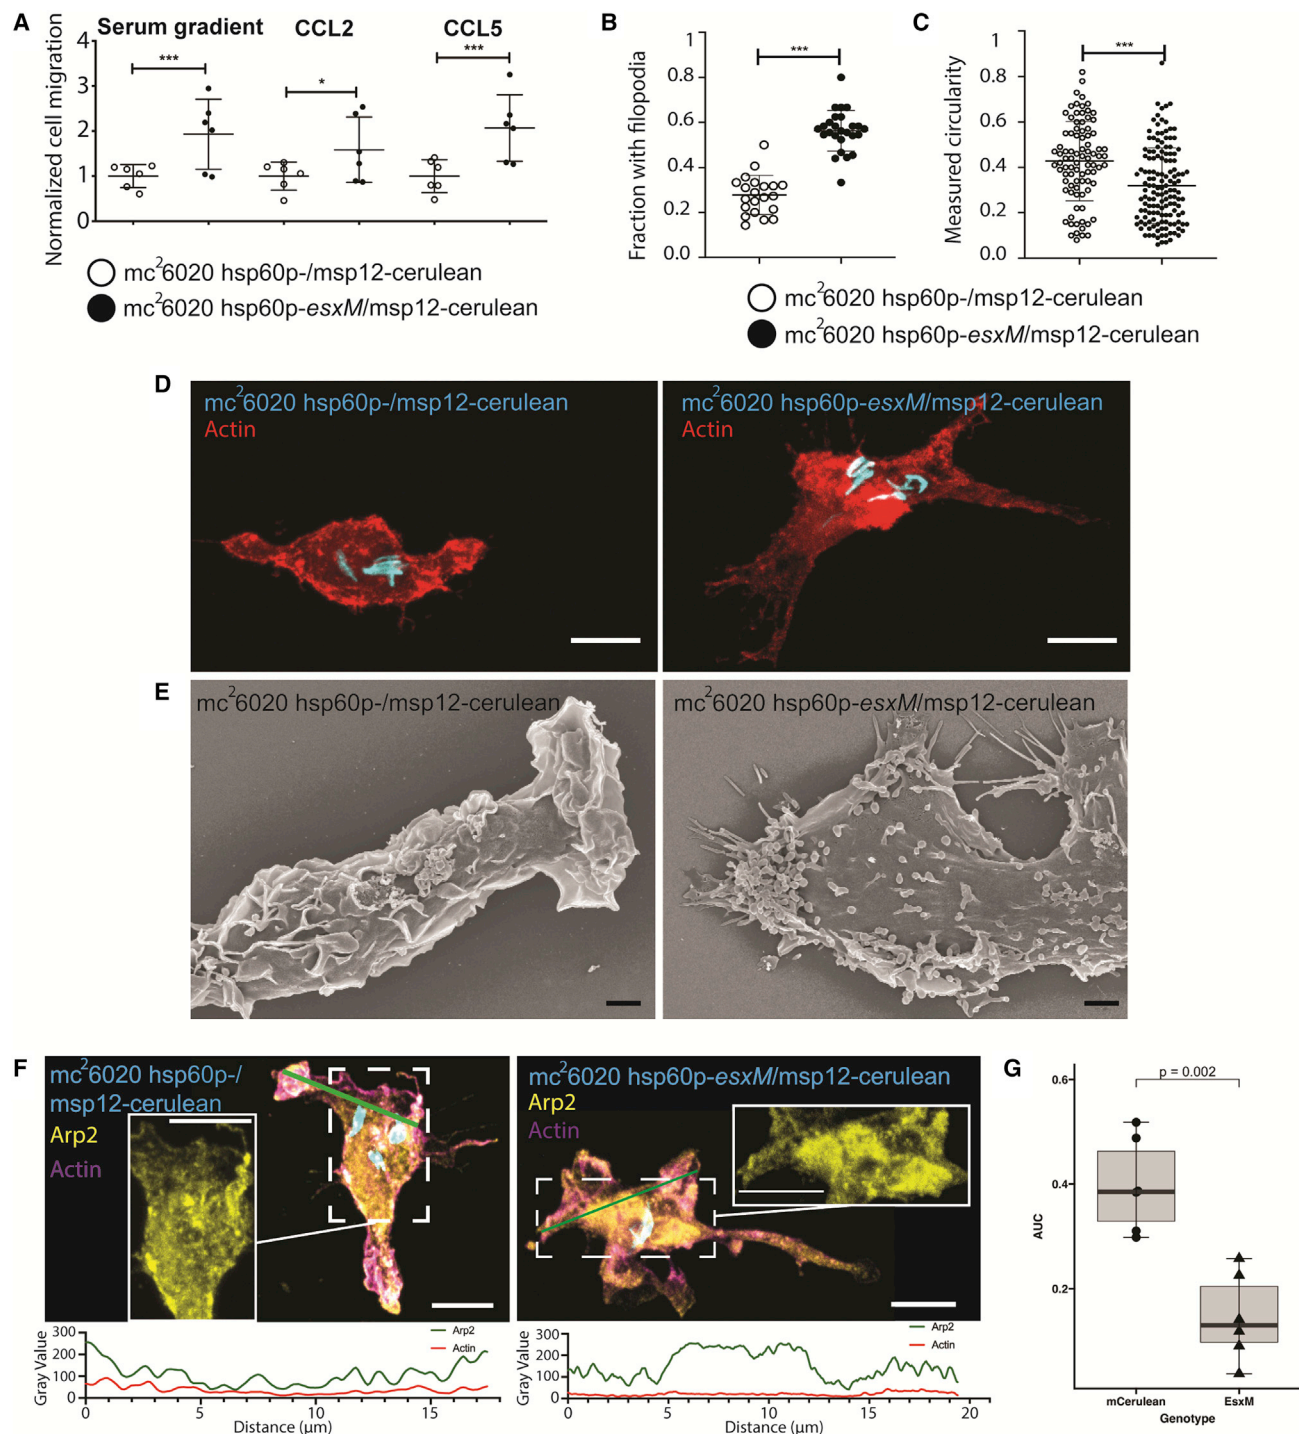 A
Serum gradient CCL2 CCL5
Normalized cell migration
4
3
2
1
0
*** * ***
mc²6020 hsp60p-/msp12-cerulean
mc²6020 hsp60p-esxM/msp12-cerulean
B
Fraction with filopodia
1.0
0.8
0.6
0.4
0.2
0.0
***
C
Measured circularity
1
0.8
0.6
0.4
0.2
0.0
***
mc²6020 hsp60p-/msp12-cerulean
mc²6020 hsp60p-esxM/msp12-cerulean
D
mc²6020 hsp60p-/msp12-cerulean
Actin
mc²6020 hsp60p-esxM/msp12-cerulean
Actin
E
mc²6020 hsp60p-/msp12-cerulean
mc²6020 hsp60p-esxM/msp12-cerulean
F
mc²6020 hsp60p-/
msp12-cerulean
Arp2
Actin
300
200
100
0
Gray Value
Arp2
Actin
0 5 10 15
Distance (µm)
mc²6020 hsp60p-esxM/msp12-cerulean
Arp2
Actin
300
200
100
0
Gray Value
Arp2
Actin
0 5 10 15 20
Distance (µm)
G
p = 0.002
0.6
0.4
0.2
AUC
mCerulean EsxM
Genotype